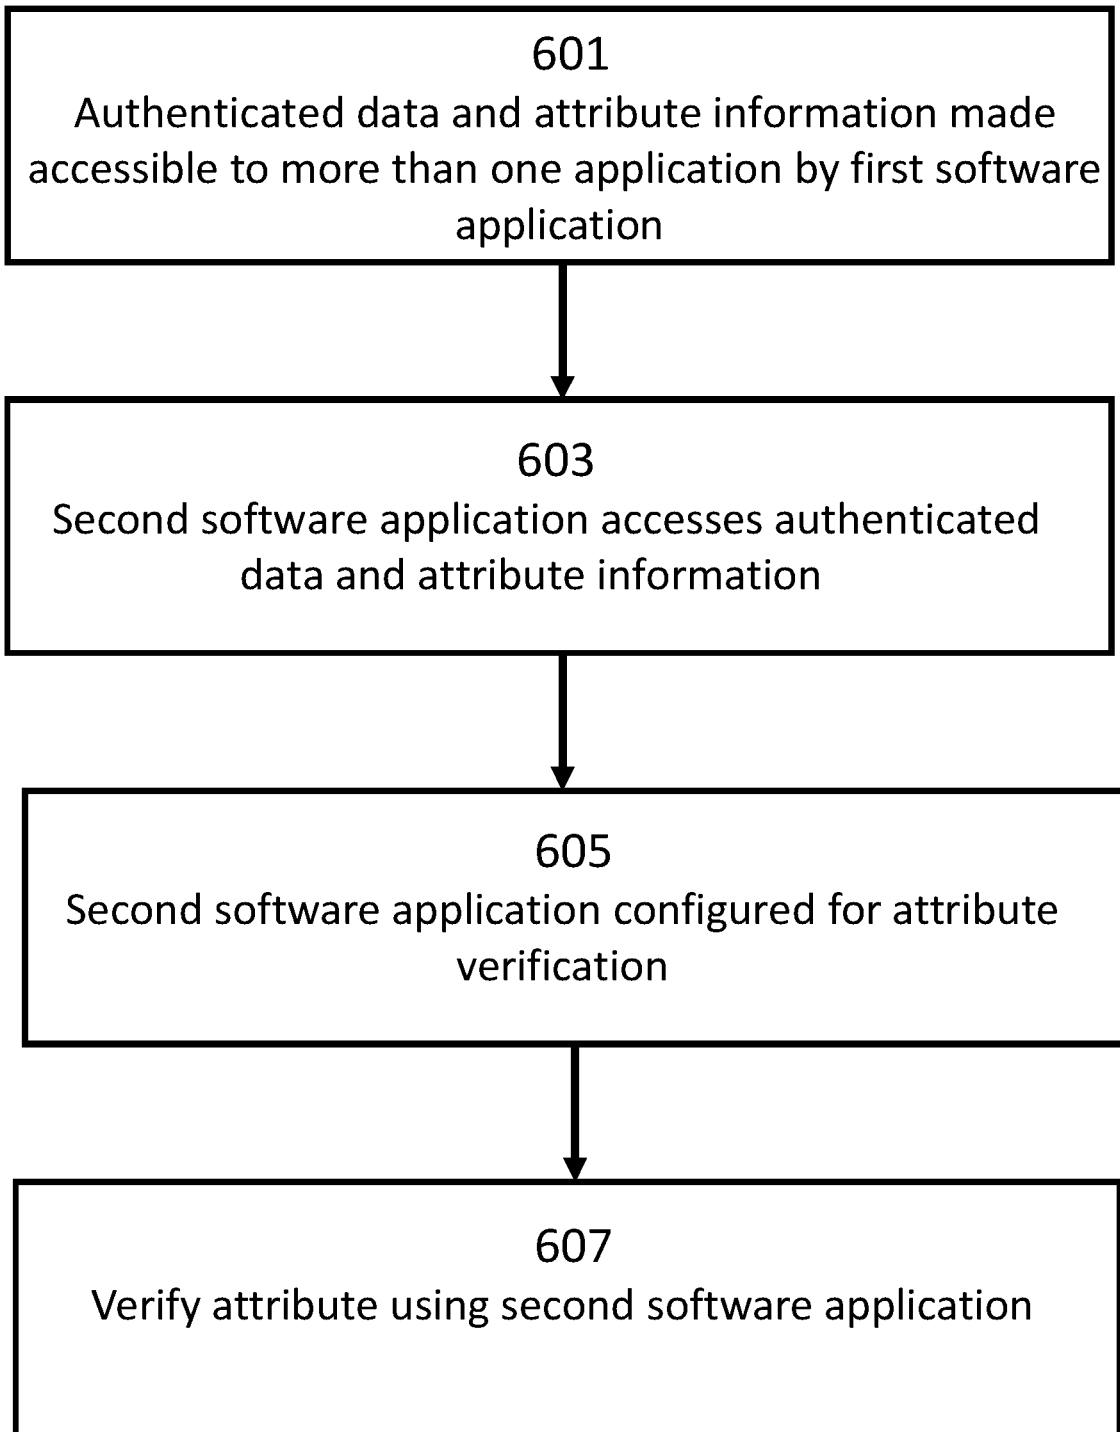 601
Authenticated data and attribute information made
accessible to more than one application by first software
application
603
Second software application accesses authenticated
data and attribute information
605
Second software application configured for attribute
verification
607
Verify attribute using second software application